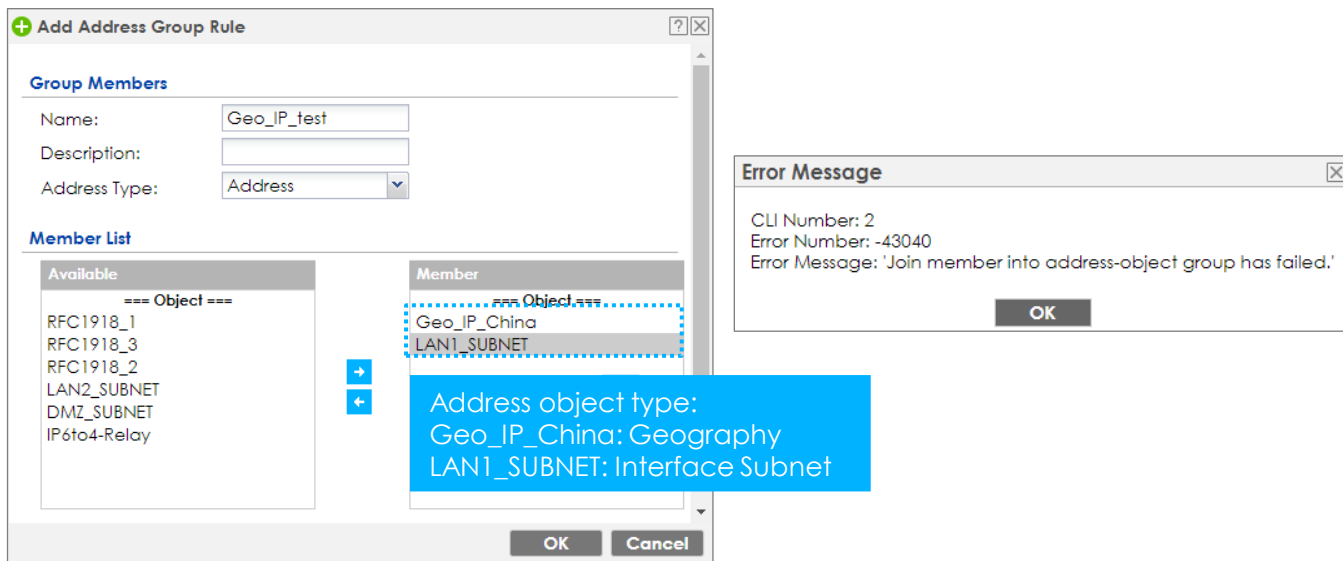 Add Address Group Rule
Group Members
Name: Geo_IP_test
Description:
Address Type: Address
Member List
Available
=== Object ===
RFC1918_1
RFC1918_3
RFC1918_2
LAN2_SUBNET
DMZ_SUBNET
IP6to4-Relay
Member
=== Object ===
Geo_IP_China
LAN1_SUBNET
Address object type:
Geo_IP_China: Geography
LAN1_SUBNET: Interface Subnet
OK Cancel
Error Message
CLI Number: 2
Error Number: -43040
Error Message: 'Join member into address-object group has failed.'
OK